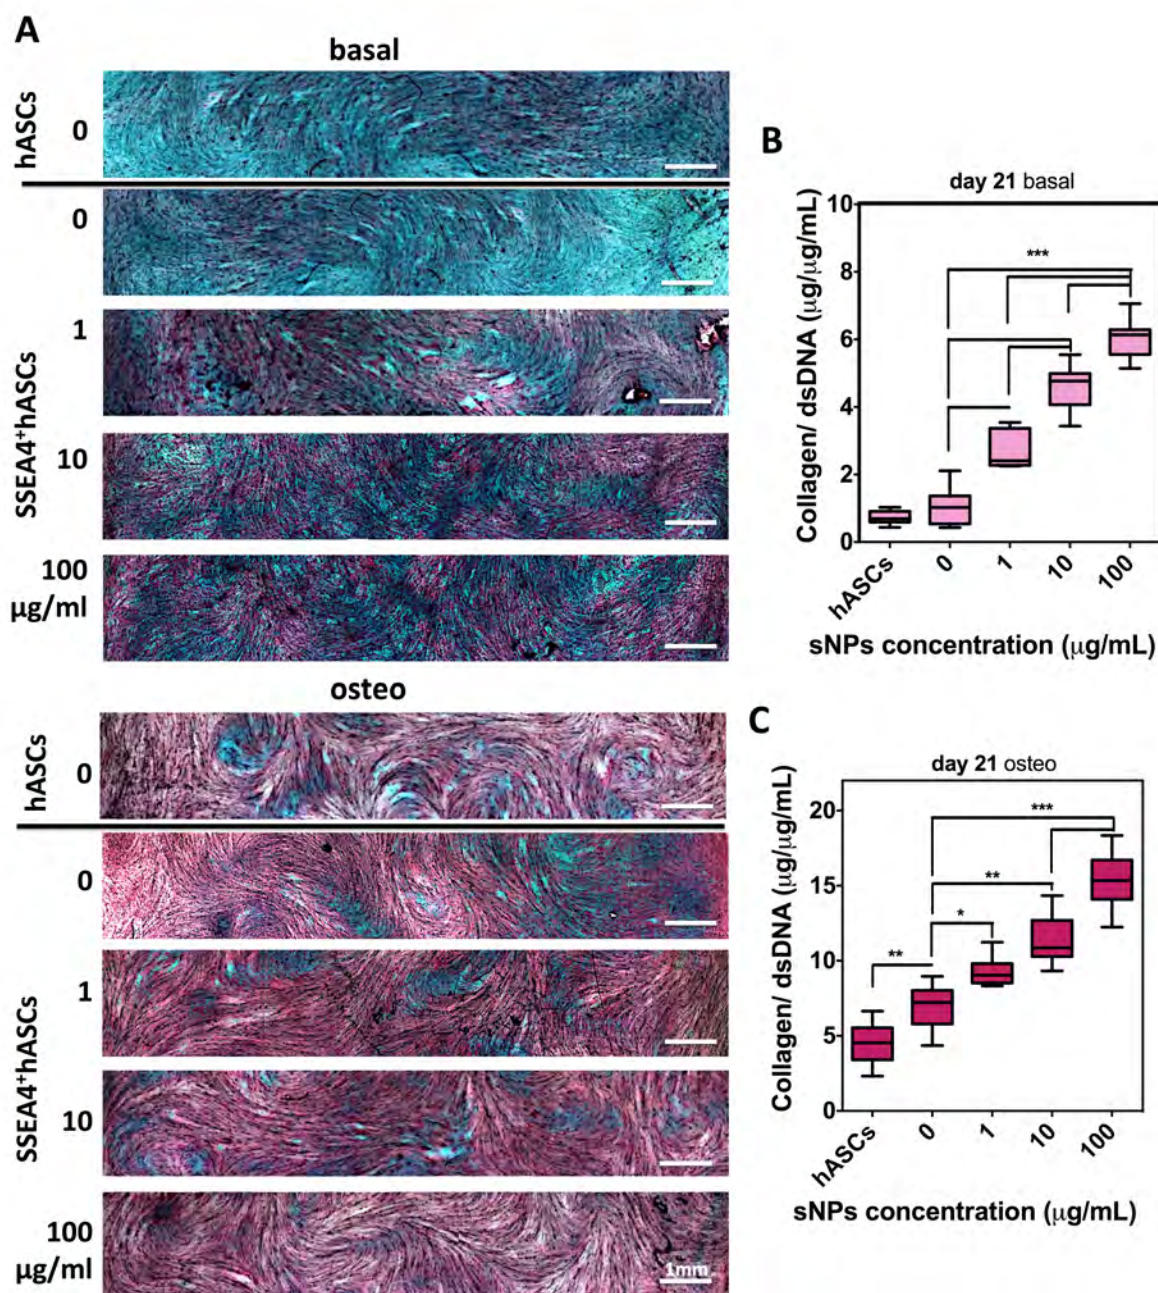 A
basal
hASCs
0
SSEA4⁺hASCs
0
1
10
100
μg/ml
osteo
hASCs
0
SSEA4⁺hASCs
0
1
10
100
μg/ml
1mm
B
day 21 basal
Collagen/ dsDNA (μg/μg/mL)
10
8
6
4
2
0
***
hASCs 0 1 10 100
sNPs concentration (μg/mL)
C
day 21 osteo
Collagen/ dsDNA (μg/μg/mL)
20
15
10
5
0
***
**
*
**
hASCs 0 1 10 100
sNPs concentration (μg/mL)